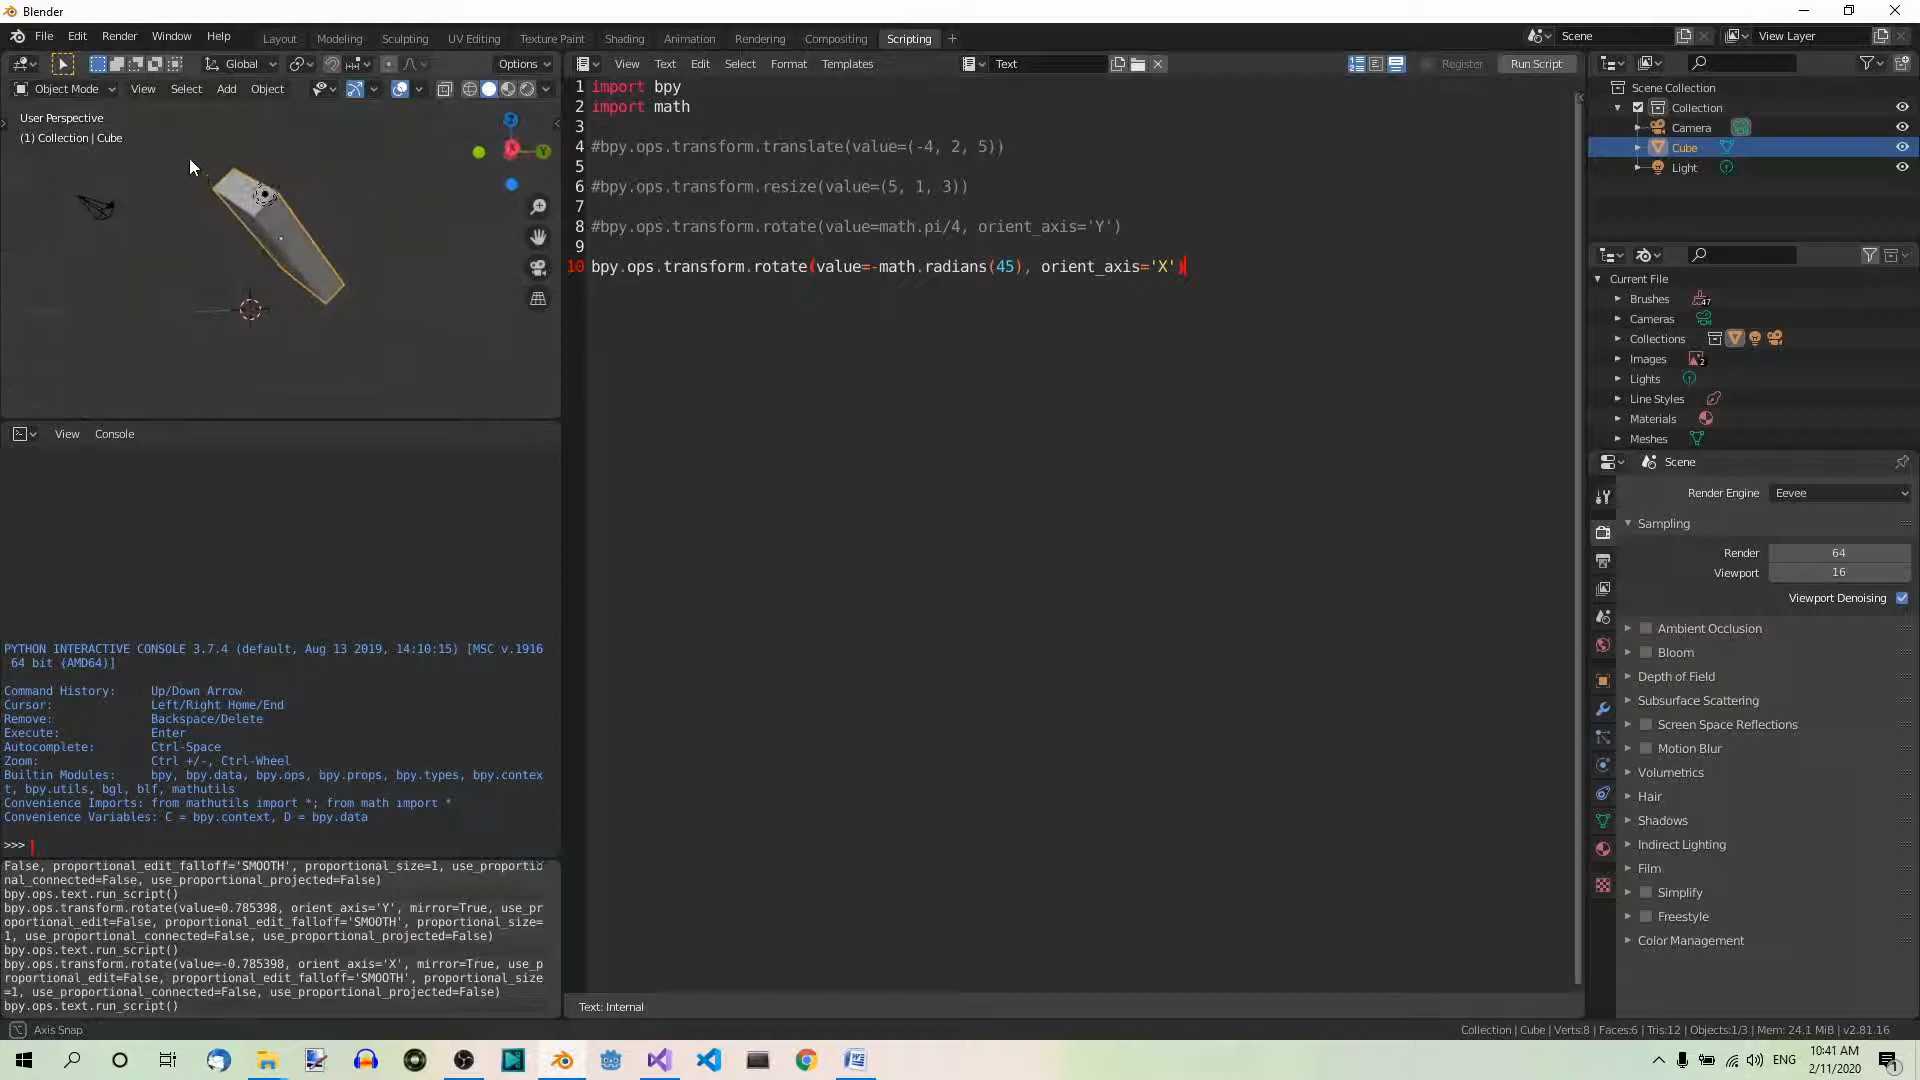 Blender
File Edit Render Window Help Layout Modeling Sculpting UV Editing Texture Paint Shading Animation Rendering Compositing Scripting + Scene View Layer
Global Options
View Text Edit Select Format Templates Text Register Run Script
Object Mode View Select Add Object
User Perspective
(1) Collection | Cube
X Y Z
1 import bpy
2 import math
3
4 #bpy.ops.transform.translate(value=(-4, 2, 5))
5
6 #bpy.ops.transform.resize(value=(5, 1, 3))
7
8 #bpy.ops.transform.rotate(value=math.pi/4, orient_axis='Y')
9
10 bpy.ops.transform.rotate(value=-math.radians(45), orient_axis='X')
Text: Internal
View Console
PYTHON INTERACTIVE CONSOLE 3.7.4 (default, Aug 13 2019, 14:10:15) [MSC v.1916
64 bit (AMD64)]
Command History: Up/Down Arrow
Cursor: Left/Right Home/End
Remove: Backspace/Delete
Execute: Enter
Autocomplete: Ctrl-Space
Zoom: Ctrl +/-, Ctrl-Wheel
Builtin Modules: bpy, bpy.data, bpy.ops, bpy.props, bpy.types, bpy.contex
t, bpy.utils, bgl, blf, mathutils
Convenience Imports: from mathutils import *; from math import *
Convenience Variables: C = bpy.context, D = bpy.data
>>>
False, proportional_edit_falloff='SMOOTH', proportional_size=1, use_proportio
nal_connected=False, use_proportional_projected=False)
bpy.ops.text.run_script()
bpy.ops.transform.rotate(value=0.785398, orient_axis='Y', mirror=True, use_pr
oportional_edit=False, proportional_edit_falloff='SMOOTH', proportional_size=
1, use_proportional_connected=False, use_proportional_projected=False)
bpy.ops.text.run_script()
bpy.ops.transform.rotate(value=-0.785398, orient_axis='X', mirror=True, use_p
roportional_edit=False, proportional_edit_falloff='SMOOTH', proportional_size
=1, use_proportional_connected=False, use_proportional_projected=False)
bpy.ops.text.run_script()
Scene Collection
Collection
Camera
Cube
Light
Current File
Brushes 47
Cameras
Collections
Images 2
Lights
Line Styles
Materials
Meshes
Scene
Render Engine Eevee
Sampling
Render 64
Viewport 16
Viewport Denoising
Ambient Occlusion
Bloom
Depth of Field
Subsurface Scattering
Screen Space Reflections
Motion Blur
Volumetrics
Hair
Shadows
Indirect Lighting
Film
Simplify
Freestyle
Color Management
Axis Snap
Collection | Cube | Verts:8 | Faces:6 | Tris:12 | Objects:1/3 | Mem: 24.1 MiB | v2.81.16
ENG
10:41 AM
2/11/2020
1